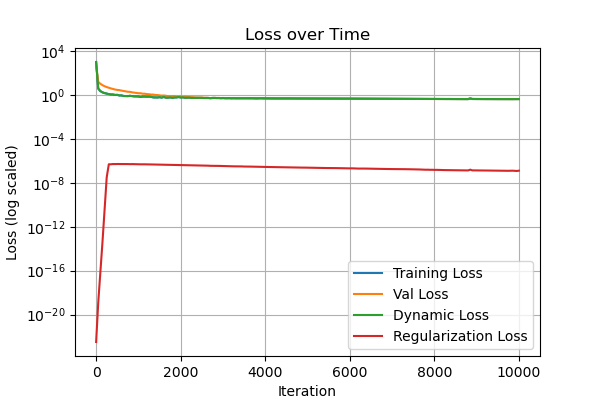 Loss over Time
Loss (log scaled)
10^4
10^0
10^-4
10^-8
10^-12
10^-16
10^-20
Training Loss
Val Loss
Dynamic Loss
Regularization Loss
0 2000 4000 6000 8000 10000
Iteration